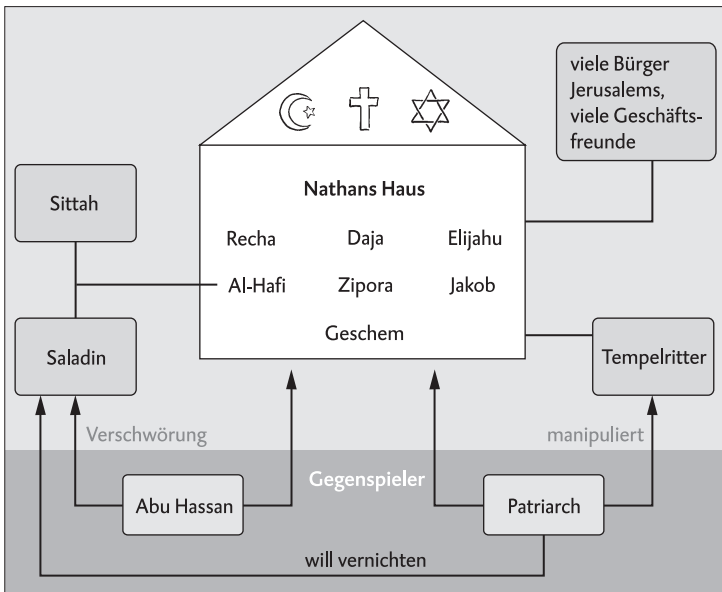 viele Bürger
Jerusalems,
viele Geschäfts-
freunde
Sittah
Nathans Haus
Recha
Daja
Elijahu
Al-Hafi
Zipora
Jakob
Geschem
Saladin
Tempelritter
Verschwörung
manipuliert
Gegenspieler
Abu Hassan
Patriarch
will vernichten